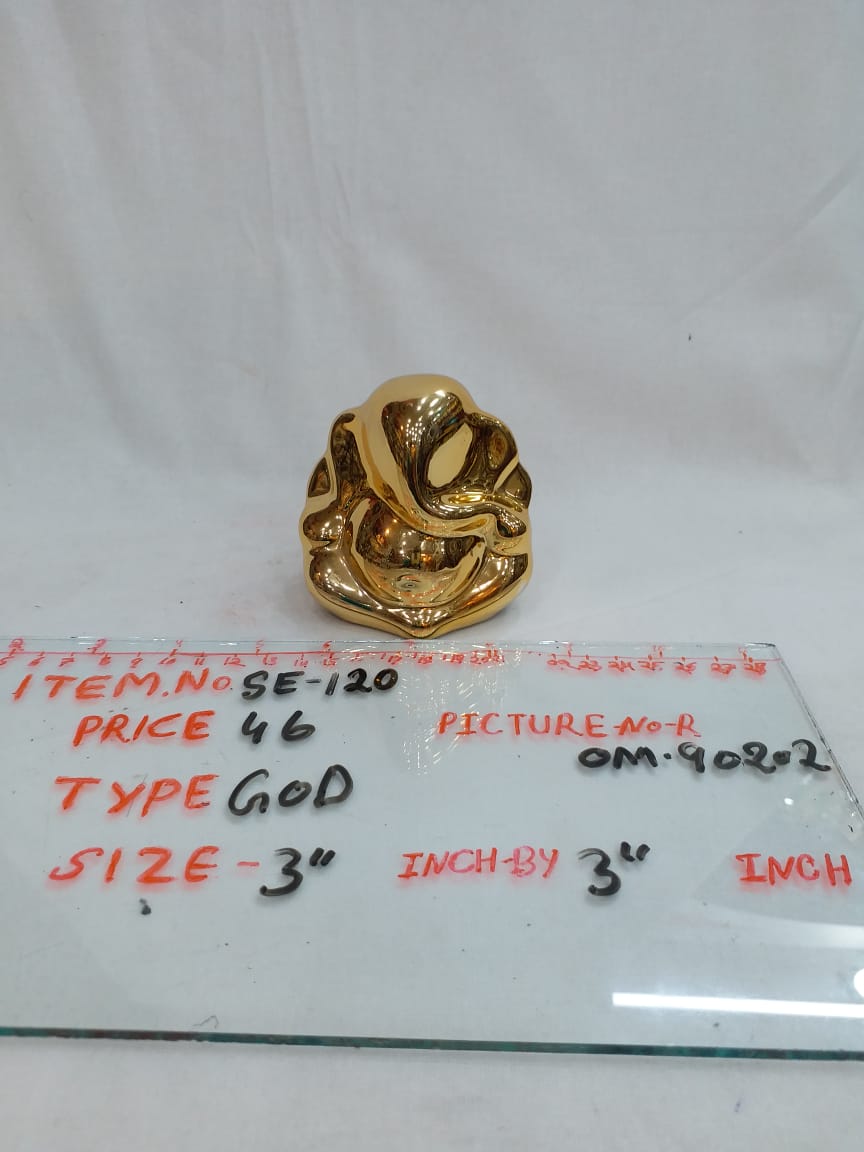 ITEM.No SE-120
PRICE 46
PICTURE-No-R
OM.90202
TYPE GOD
SIZE - 3" INCH-BY 3" INCH